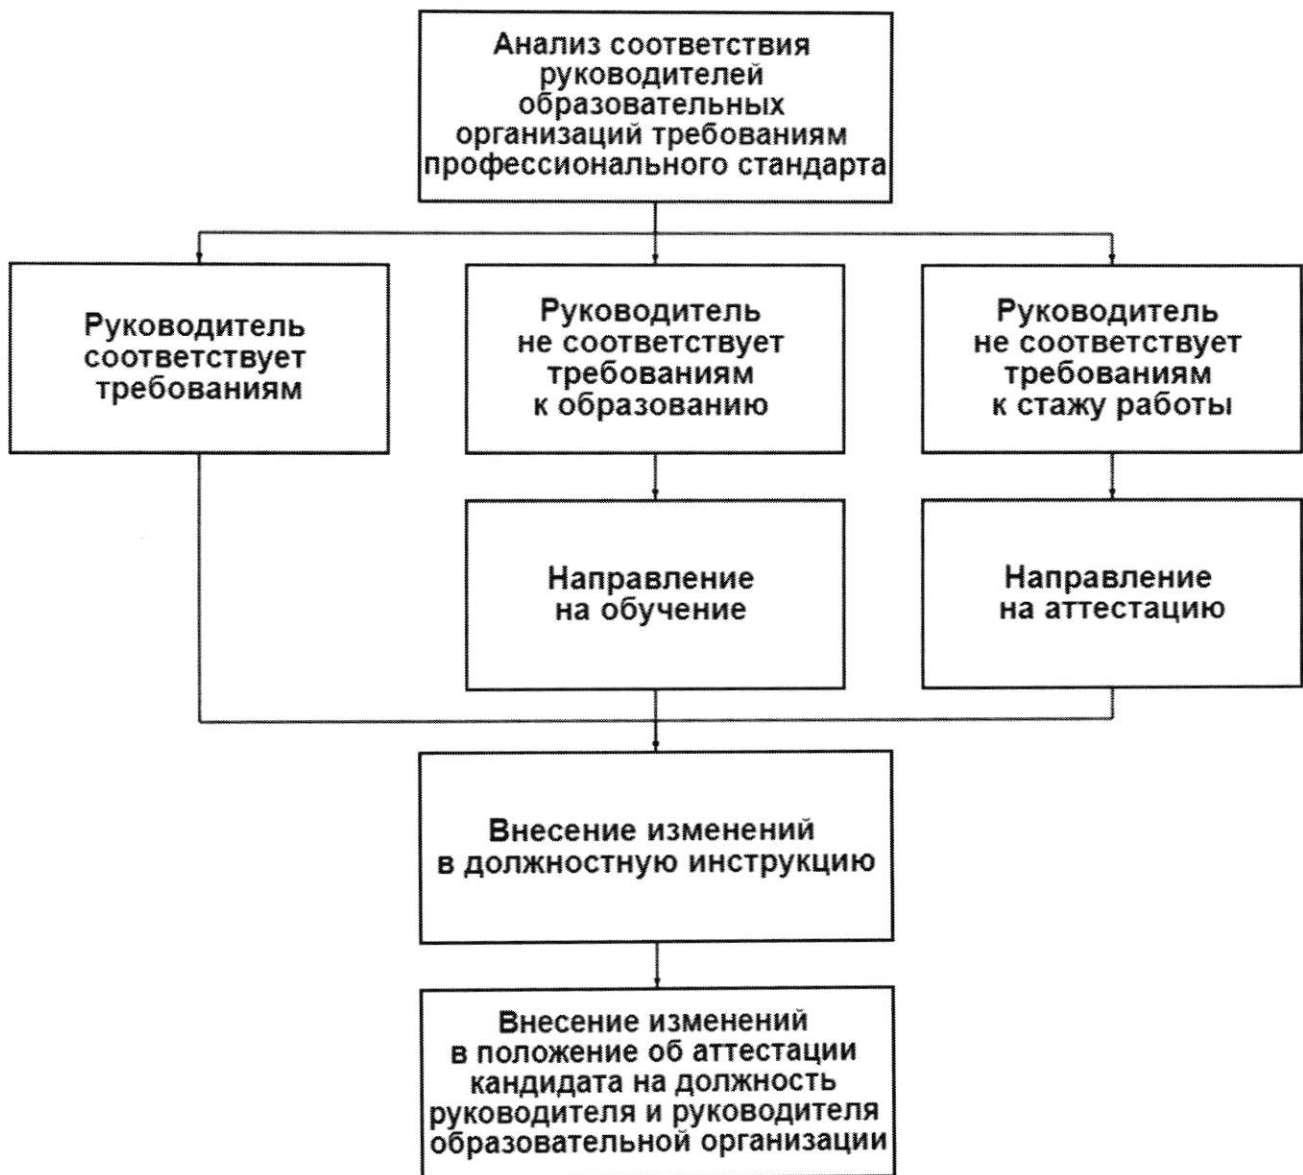 Анализ соответствия
руководителей
образовательных
организаций требованиям
профессионального стандарта
Руководитель
соответствует
требованиям
Руководитель
не соответствует
требованиям
к образованию
Руководитель
не соответствует
требованиям
к стажу работы
Направление
на обучение
Направление
на аттестацию
Внесение изменений
в должностную инструкцию
Внесение изменений
в положение об аттестации
кандидата на должность
руководителя и руководителя
образовательной организации